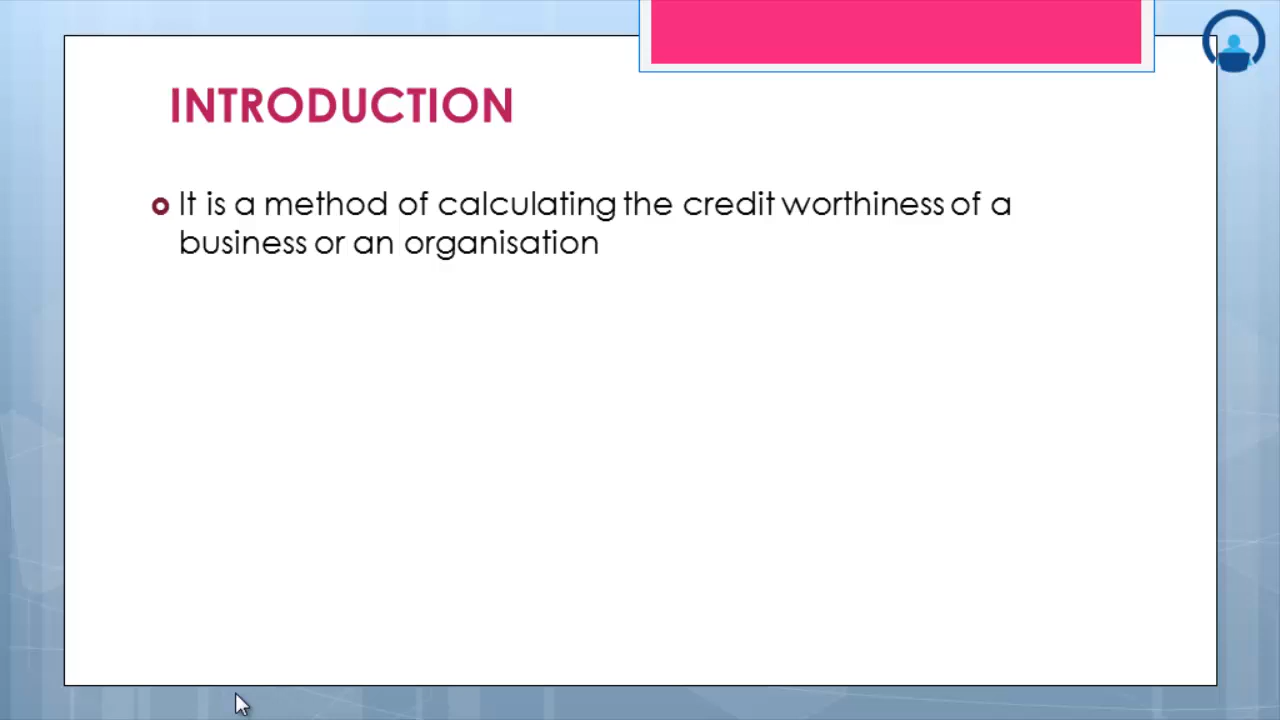 INTRODUCTION
It is a method of calculating the credit worthiness of a
business or an organisation